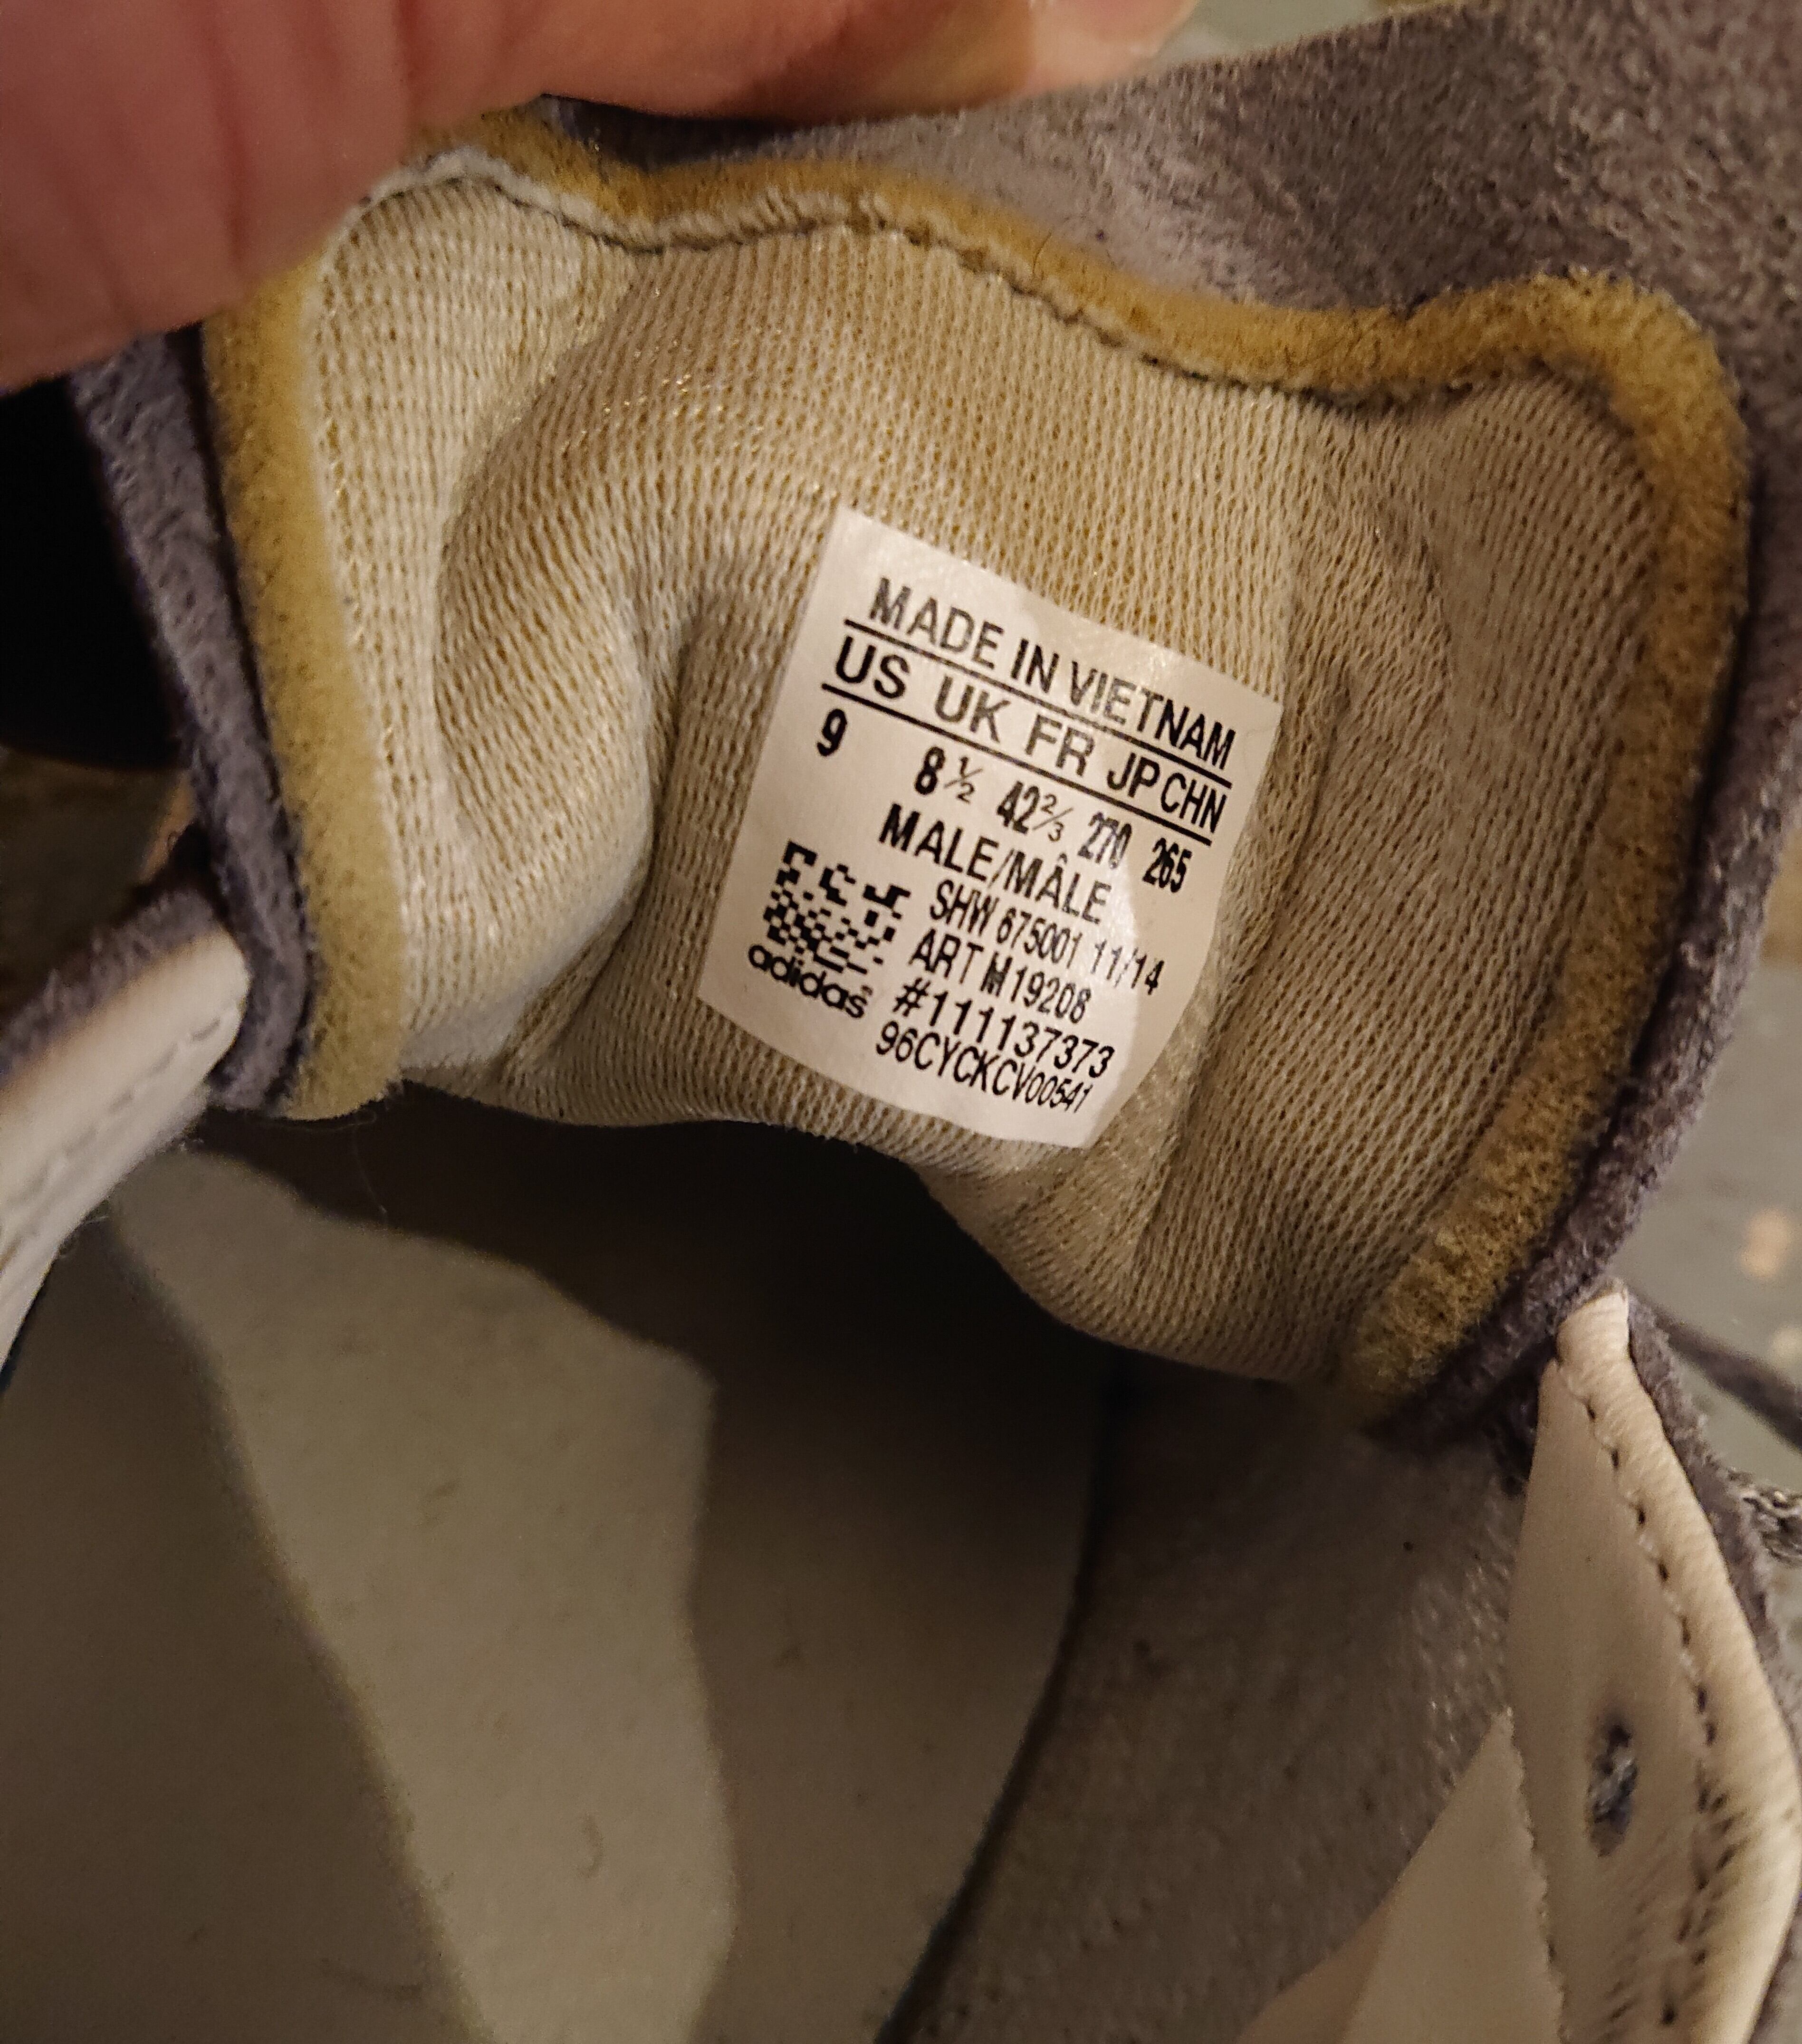 MADE IN VIETNAM
US UK FR JP CHN
9 8½ 42⅔ 270 265
MALE/MÂLE
SHW 675001 11/14
ART M19208
#111137373
96CYCKCV00541
adidas